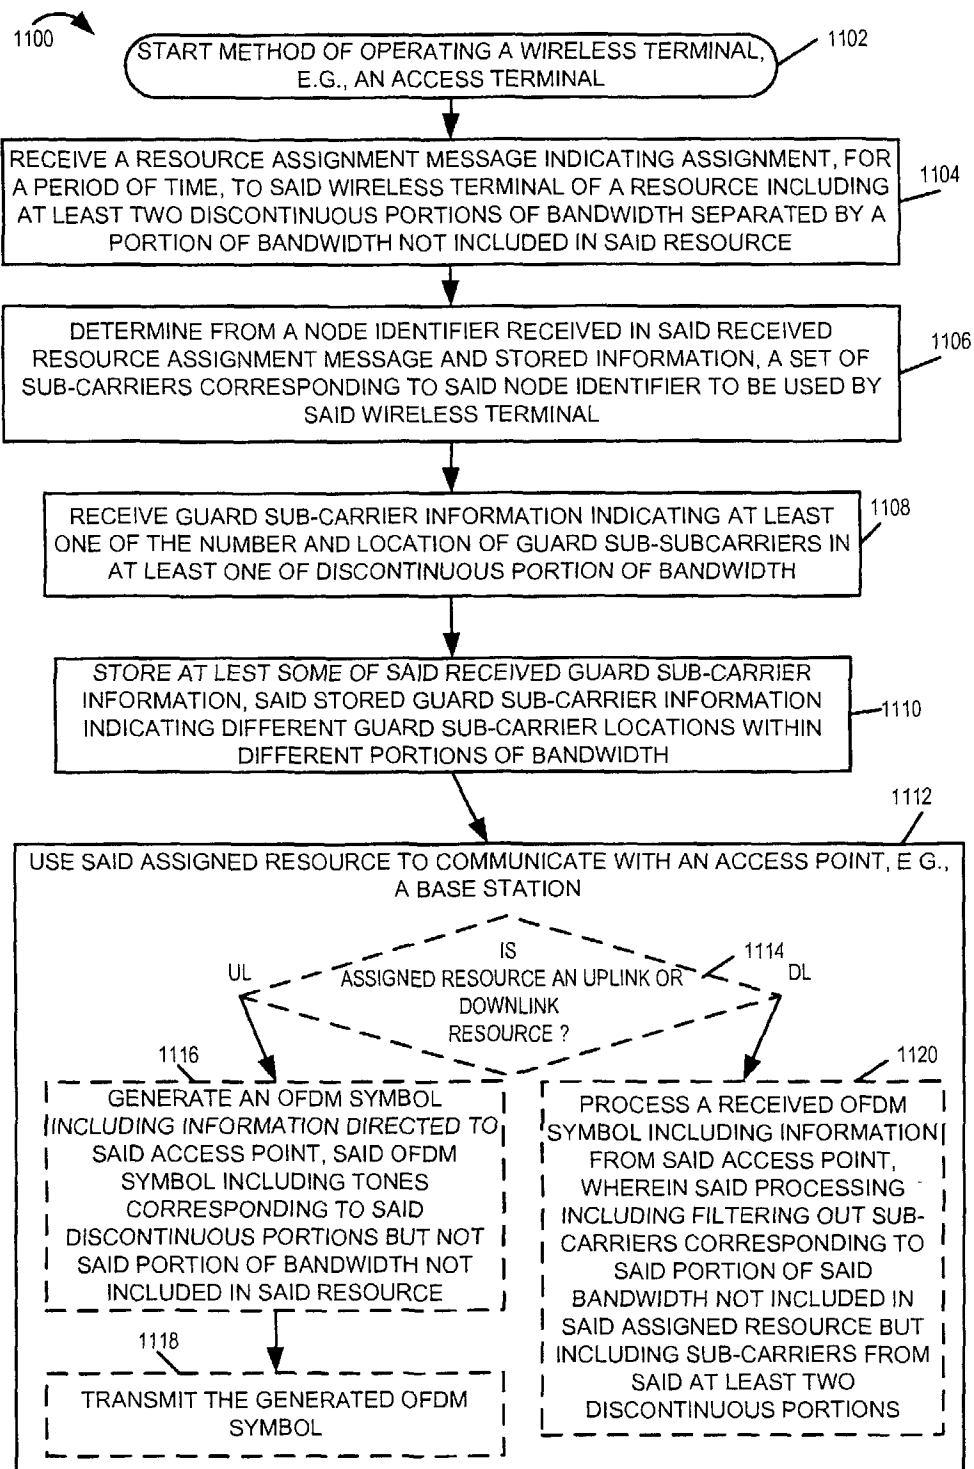 1100
START METHOD OF OPERATING A WIRELESS TERMINAL,
E.G., AN ACCESS TERMINAL
1102
RECEIVE A RESOURCE ASSIGNMENT MESSAGE INDICATING ASSIGNMENT, FOR
A PERIOD OF TIME, TO SAID WIRELESS TERMINAL OF A RESOURCE INCLUDING
AT LEAST TWO DISCONTINUOUS PORTIONS OF BANDWIDTH SEPARATED BY A
PORTION OF BANDWIDTH NOT INCLUDED IN SAID RESOURCE
1104
DETERMINE FROM A NODE IDENTIFIER RECEIVED IN SAID RECEIVED
RESOURCE ASSIGNMENT MESSAGE AND STORED INFORMATION, A SET OF
SUB-CARRIERS CORRESPONDING TO SAID NODE IDENTIFIER TO BE USED BY
SAID WIRELESS TERMINAL
1106
RECEIVE GUARD SUB-CARRIER INFORMATION INDICATING AT LEAST
ONE OF THE NUMBER AND LOCATION OF GUARD SUB-SUBCARRIERS IN
AT LEAST ONE OF DISCONTINUOUS PORTION OF BANDWIDTH
1108
STORE AT LEST SOME OF SAID RECEIVED GUARD SUB-CARRIER
INFORMATION, SAID STORED GUARD SUB-CARRIER INFORMATION
INDICATING DIFFERENT GUARD SUB-CARRIER LOCATIONS WITHIN
DIFFERENT PORTIONS OF BANDWIDTH
1110
1112
USE SAID ASSIGNED RESOURCE TO COMMUNICATE WITH AN ACCESS POINT, E G.,
A BASE STATION
IS
ASSIGNED RESOURCE AN UPLINK OR
DOWNLINK
RESOURCE ?
1114
UL
DL
1116
GENERATE AN OFDM SYMBOL
INCLUDING INFORMATION DIRECTED TO
SAID ACCESS POINT, SAID OFDM
SYMBOL INCLUDING TONES
CORRESPONDING TO SAID
DISCONTINUOUS PORTIONS BUT NOT
SAID PORTION OF BANDWIDTH NOT
INCLUDED IN SAID RESOURCE
1118
TRANSMIT THE GENERATED OFDM
SYMBOL
1120
PROCESS A RECEIVED OFDM
SYMBOL INCLUDING INFORMATION
FROM SAID ACCESS POINT,
WHEREIN SAID PROCESSING
INCLUDING FILTERING OUT SUB-
CARRIERS CORRESPONDING TO
SAID PORTION OF SAID
BANDWIDTH NOT INCLUDED IN
SAID ASSIGNED RESOURCE BUT
INCLUDING SUB-CARRIERS FROM
SAID AT LEAST TWO
DISCONTINUOUS PORTIONS